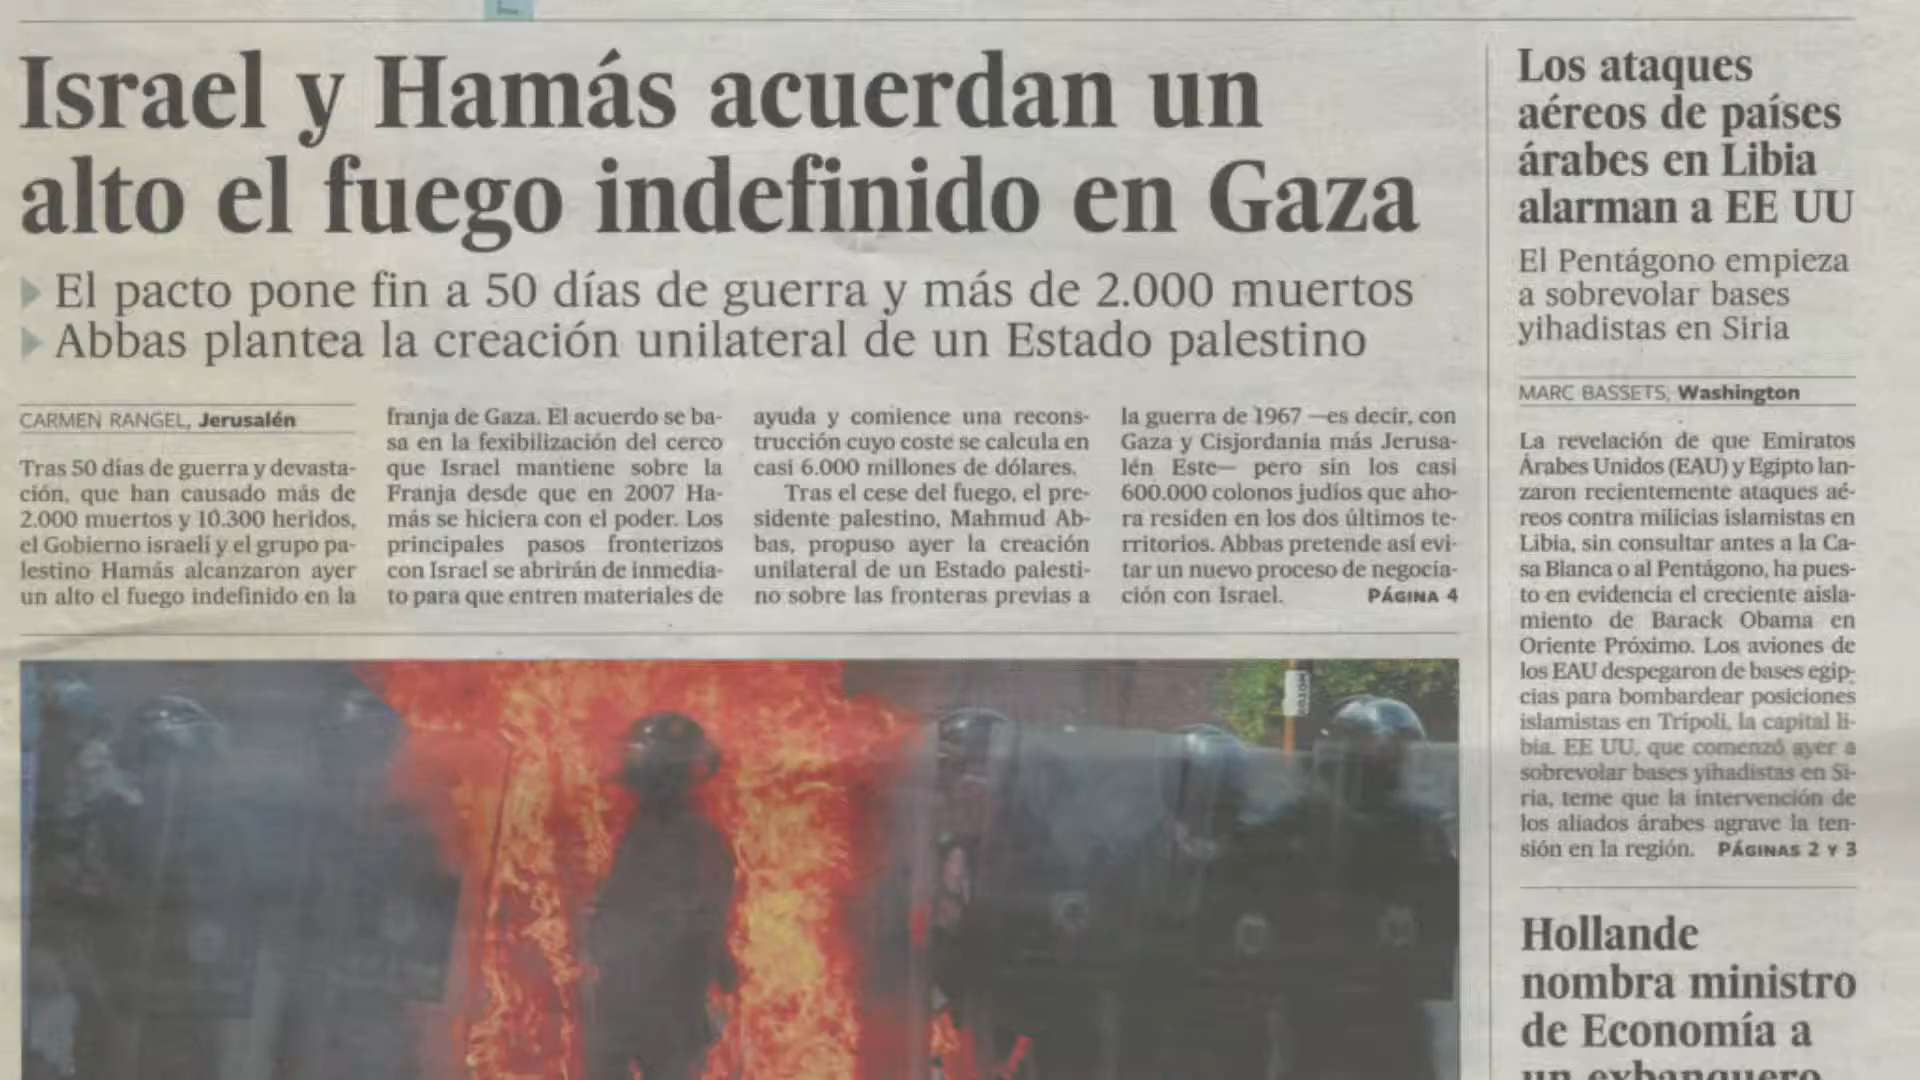 Israel y Hamás acuerdan un
alto el fuego indefinido en Gaza
El pacto pone fin a 50 días de guerra y más de 2.000 muertos
Abbas plantea la creación unilateral de un Estado palestino
CARMEN RANGEL, Jerusalén
Tras 50 días de guerra y devasta-
ción, que han causado más de
2.000 muertos y 10.300 heridos,
el Gobierno israelí y el grupo pa-
lestino Hamás alcanzaron ayer
un alto el fuego indefinido en la
franja de Gaza. El acuerdo se ba-
sa en la fexibilización del cerco
que Israel mantiene sobre la
Franja desde que en 2007 Ha-
más se hiciera con el poder. Los
principales pasos fronterizos
con Israel se abrirán de inmedia-
to para que entren materiales de
ayuda y comience una recons-
trucción cuyo coste se calcula en
casi 6.000 millones de dólares.
Tras el cese del fuego, el pre-
sidente palestino, Mahmud Ab-
bas, propuso ayer la creación
unilateral de un Estado palesti-
no sobre las fronteras previas a
la guerra de 1967 —es decir, con
Gaza y Cisjordania más Jerusa-
lén Este— pero sin los casi
600.000 colonos judíos que aho-
ra residen en los dos últimos te-
rritorios. Abbas pretende así evi-
tar un nuevo proceso de negocia-
ción con Israel. PÁGINA 4
Los ataques
aéreos de países
árabes en Libia
alarman a EE UU
El Pentágono empieza
a sobrevolar bases
yihadistas en Siria
MARC BASSETS, Washington
La revelación de que Emiratos
Árabes Unidos (EAU) y Egipto lan-
zaron recientemente ataques aé-
reos contra milicias islamistas en
Libia, sin consultar antes a la Ca-
sa Blanca o al Pentágono, ha pues-
to en evidencia el creciente aisla-
miento de Barack Obama en
Oriente Próximo. Los aviones de
los EAU despegaron de bases egip-
cias para bombardear posiciones
islamistas en Trípoli, la capital li-
bia. EE UU, que comenzó ayer a
sobrevolar bases yihadistas en Si-
ria, teme que la intervención de
los aliados árabes agrave la ten-
sión en la región. PÁGINAS 2 Y 3
Hollande
nombra ministro
de Economía a
un exbanquero